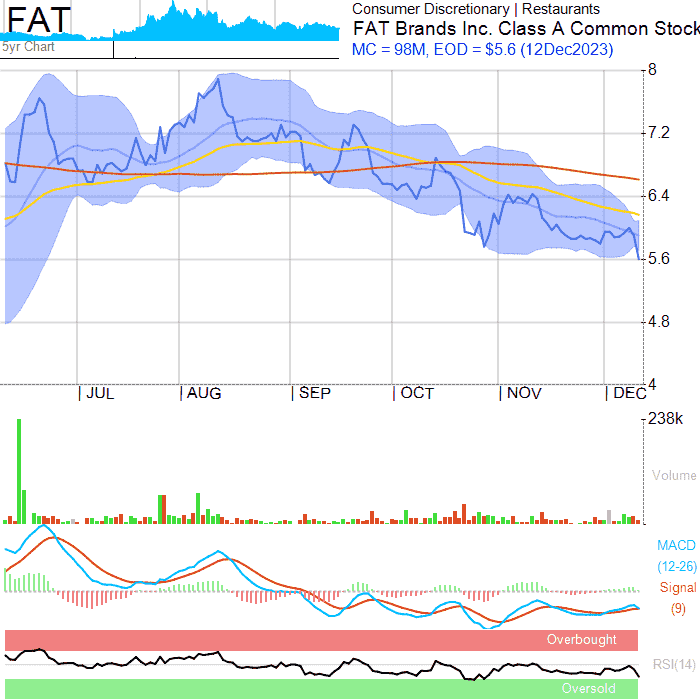 FAT
5yr Chart
Consumer Discretionary | Restaurants
FAT Brands Inc. Class A Common Stock
MC = 98M, EOD = $5.6 (12Dec2023)
8
7.2
6.4
5.6
4.8
4
| JUL | AUG | SEP | OCT | NOV | DEC
238k
Volume
MACD
(12-26)
Signal
(9)
Overbought
RSI(14)
Oversold